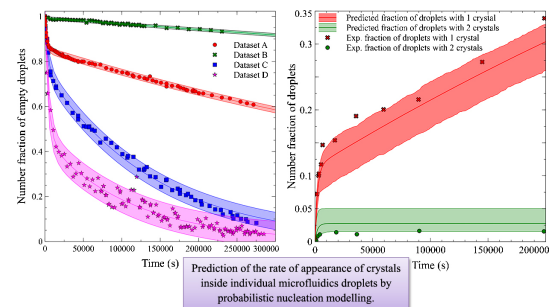 Number fraction of empty droplets
1
0.8
0.6
0.4
0.2
0
Dataset A
Dataset B
Dataset C
Dataset D
0
50000
100000
150000
200000
250000
300000
Time (s)
Number fraction of droplets
0.35
0.3
0.2
0.1
0.05
0
Predicted fraction of droplets with 1 crystal
Predicted fraction of droplets with 2 crystals
Exp. fraction of droplets with 1 crystal
Exp. fraction of droplets with 2 crystals
0
50000
100000
150000
200000
Time (s)
Prediction of the rate of appearance of crystals
inside individual microfluidics droplets by
probabilistic nucleation modelling.